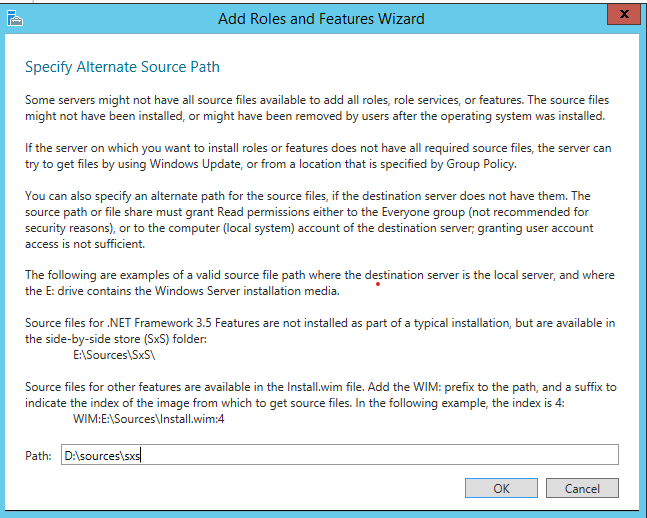 Add Roles and Features Wizard
x
Specify Alternate Source Path
Some servers might not have all source files available to add all roles, role services, or features. The source files
might not have been installed, or might have been removed by users after the operating system was installed.
If the server on which you want to install roles or features does not have all required source files, the server can
try to get files by using Windows Update, or from a location that is specified by Group Policy.
You can also specify an alternate path for the source files, if the destination server does not have them. The
source path or file share must grant Read permissions either to the Everyone group (not recommended for
security reasons), or to the computer (local system) account of the destination server; granting user account
access is not sufficient.
The following are examples of a valid source file path where the destination server is the local server, and where
the E: drive contains the Windows Server installation media.
Source files for .NET Framework 3.5 Features are not installed as part of a typical installation, but are available in
the side-by-side store (SxS) folder:
E:\Sources\SxS\
Source files for other features are available in the Install.wim file. Add the WIM: prefix to the path, and a suffix to
indicate the index of the image from which to get source files. In the following example, the index is 4:
WIM:E:\Sources\Install.wim:4
Path: D:\sources\sxs
OK Cancel